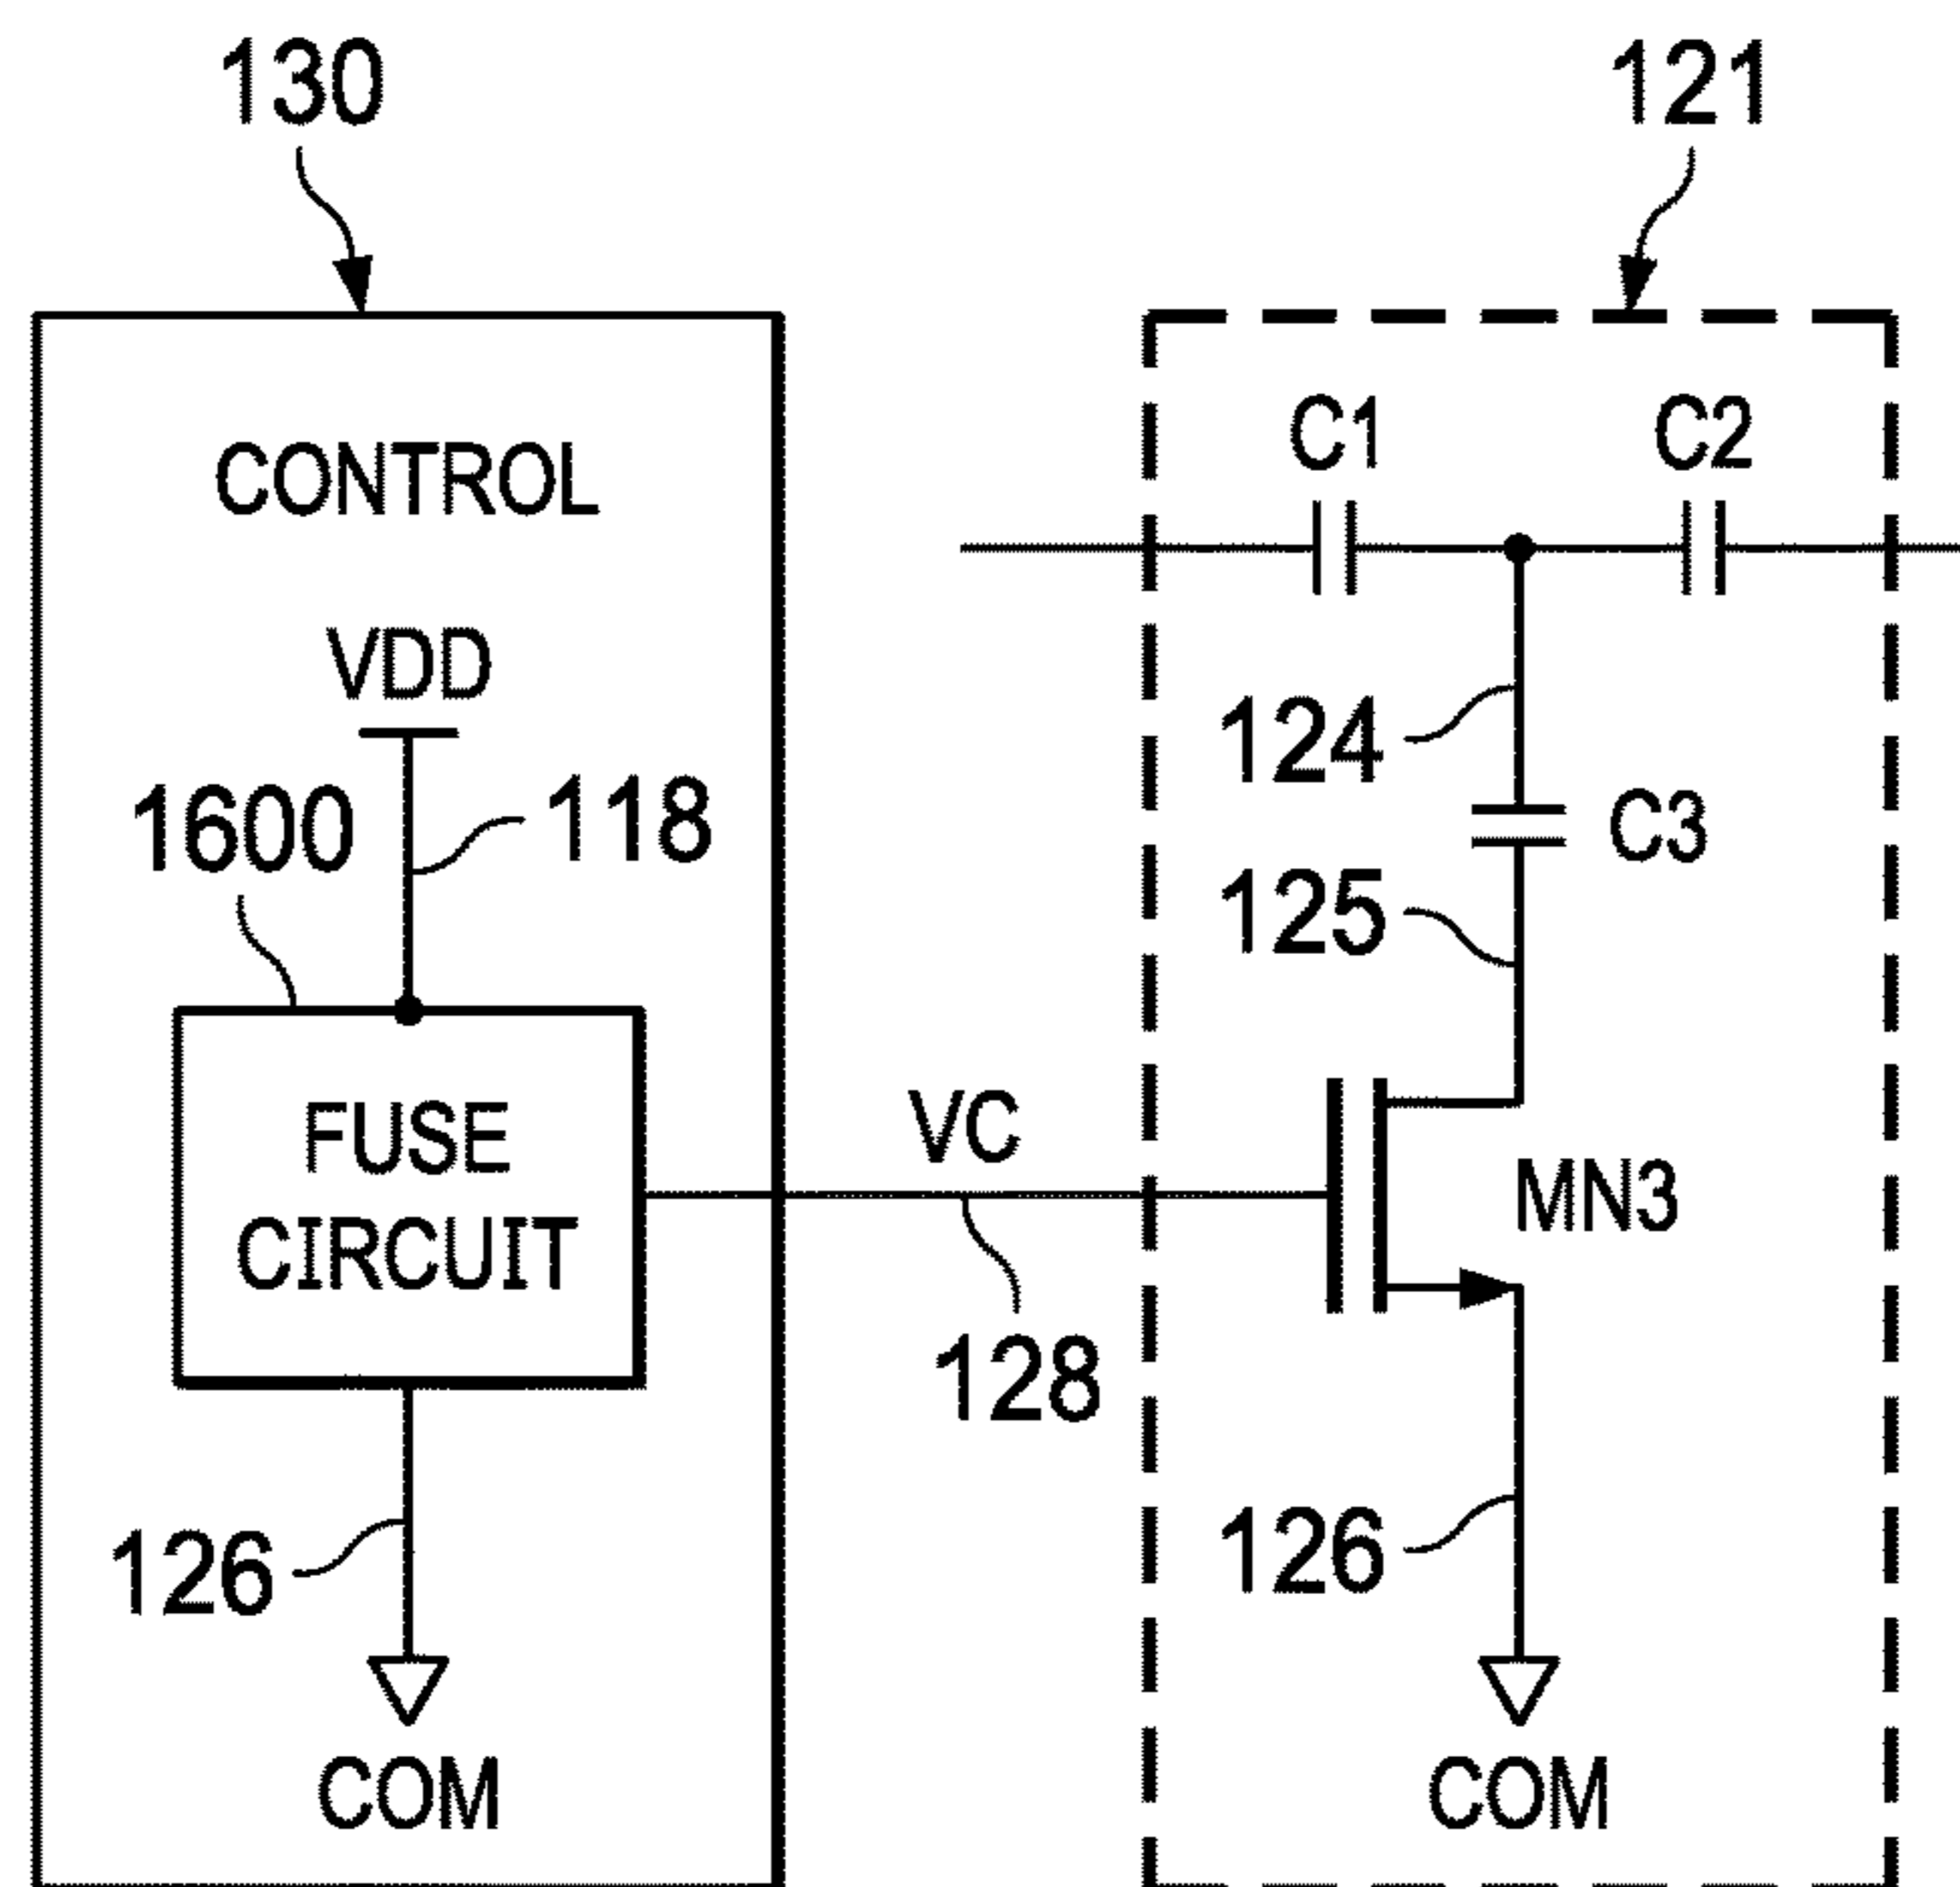 130
121
CONTROL
C1
C2
VDD
124
1600
118
C3
125
FUSE
CIRCUIT
VC
MN3
128
126
126
COM
COM